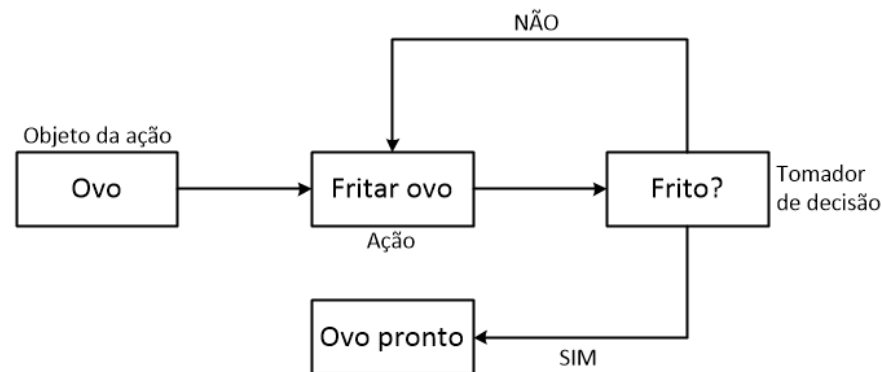 NÃO
Objeto da ação
Ovo
Fritar ovo
Frito?
Tomador
de decisão
Ação
Ovo pronto
SIM